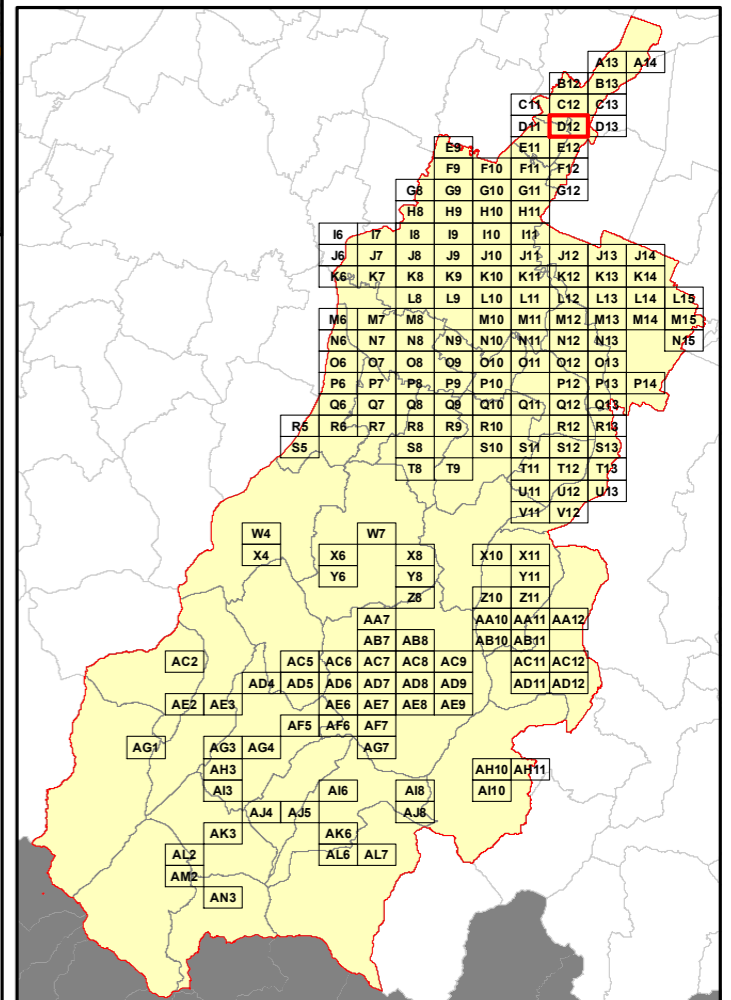 A13 A14
B12 B13
C11 C12 C13
D11 D12 D13
E9 E11 E12
F9 F10 F11 F12
G8 G9 G10 G11 G12
H8 H9 H10 H11
I6 I7 I8 I9 I10 I11
J6 J7 J8 J9 J10 J11 J12 J13 J14
K6 K7 K8 K9 K10 K11 K12 K13 K14
L8 L9 L10 L11 L12 L13 L14 L15
M6 M7 M8 M10 M11 M12 M13 M14 M15
N6 N7 N8 N9 N10 N11 N12 N13 N15
O6 O7 O8 O9 O10 O11 O12 O13
P6 P7 P8 P9 P10 P12 P13 P14
Q6 Q7 Q8 Q9 Q10 Q11 Q12 Q13
R5 R6 R7 R8 R9 R10 R12 R13
S5 S8 S10 S11 S12 S13
T8 T9 T11 T12 T13
U11 U12 U13
V11 V12
W4 W7
X4 X6 X8 X10 X11
Y6 Y8 Y11
Z8 Z10 Z11
AA7 AA10 AA11 AA12
AB7 AB8 AB10 AB11
AC2 AC5 AC6 AC7 AC8 AC9 AC11 AC12
AD4 AD5 AD6 AD7 AD8 AD9 AD11 AD12
AE2 AE3 AE6 AE7 AE8 AE9
AF5 AF6 AF7
AG1 AG3 AG4 AG7
AH3 AH10 AH11
AI3 AI6 AI8 AI10
AJ4 AJ5 AJ8
AK3 AK6
AL2 AL6 AL7
AM2
AN3